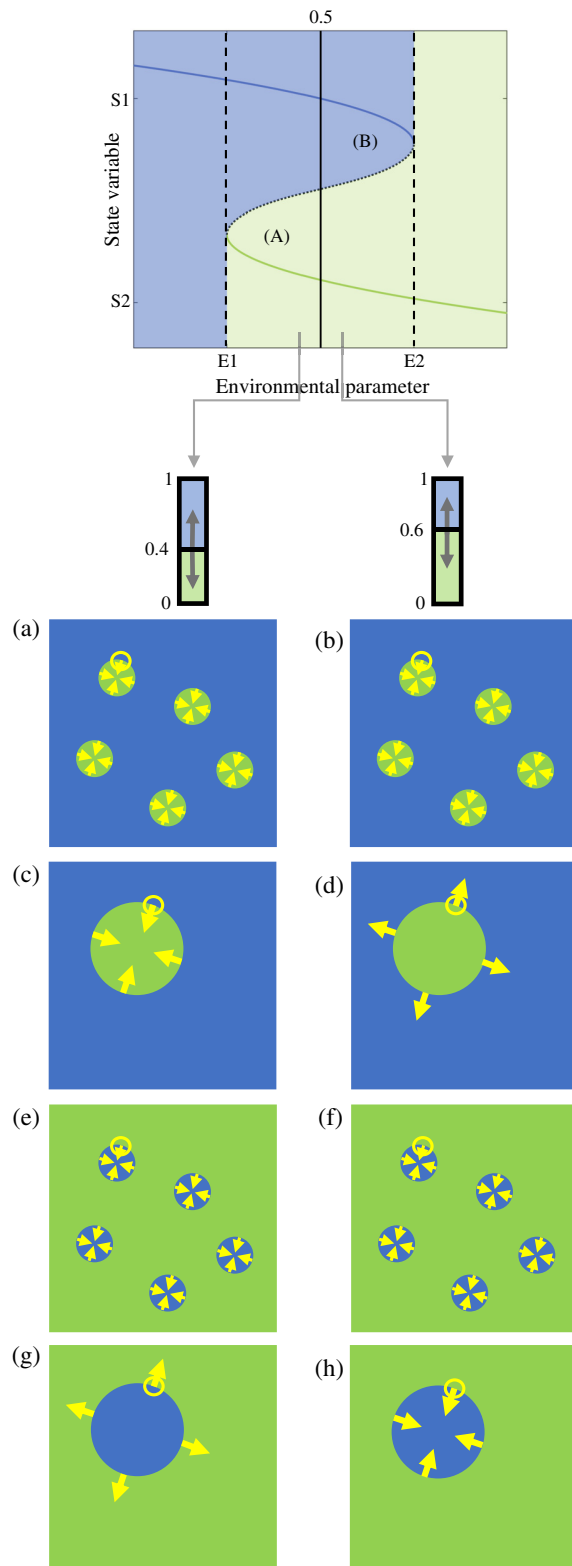 0.5
S1
(B)
State variable
(A)
S2
E1 E2
Environmental parameter
1 1
0.6
0.4
0 0
(a) (b)
(c) (d)
(e) (f)
(g) (h)